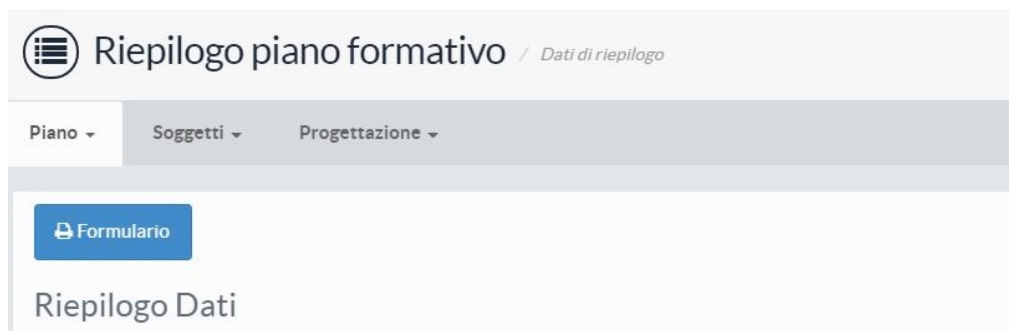 Riepilogo piano formativo / Dati di riepilogo
Piano Soggetti Progettazione
Formulario
Riepilogo Dati